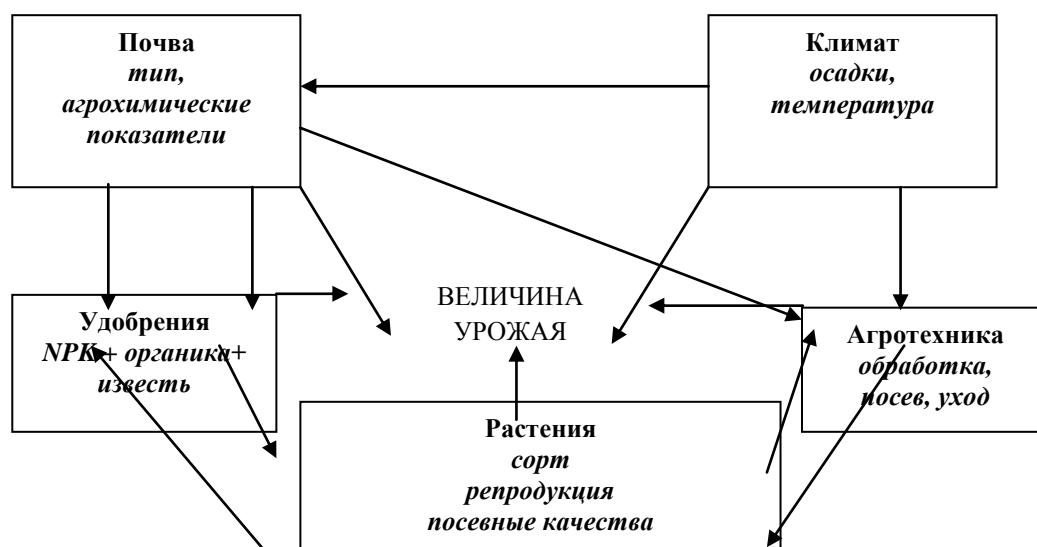 Почва
тип,
агрохимические
показатели
Климат
осадки,
температура
ВЕЛИЧИНА
УРОЖАЯ
Удобрения
NPK + органика+
известь
Агротехника
обработка,
посев, уход
Растения
сорт
репродукция
посевные качества